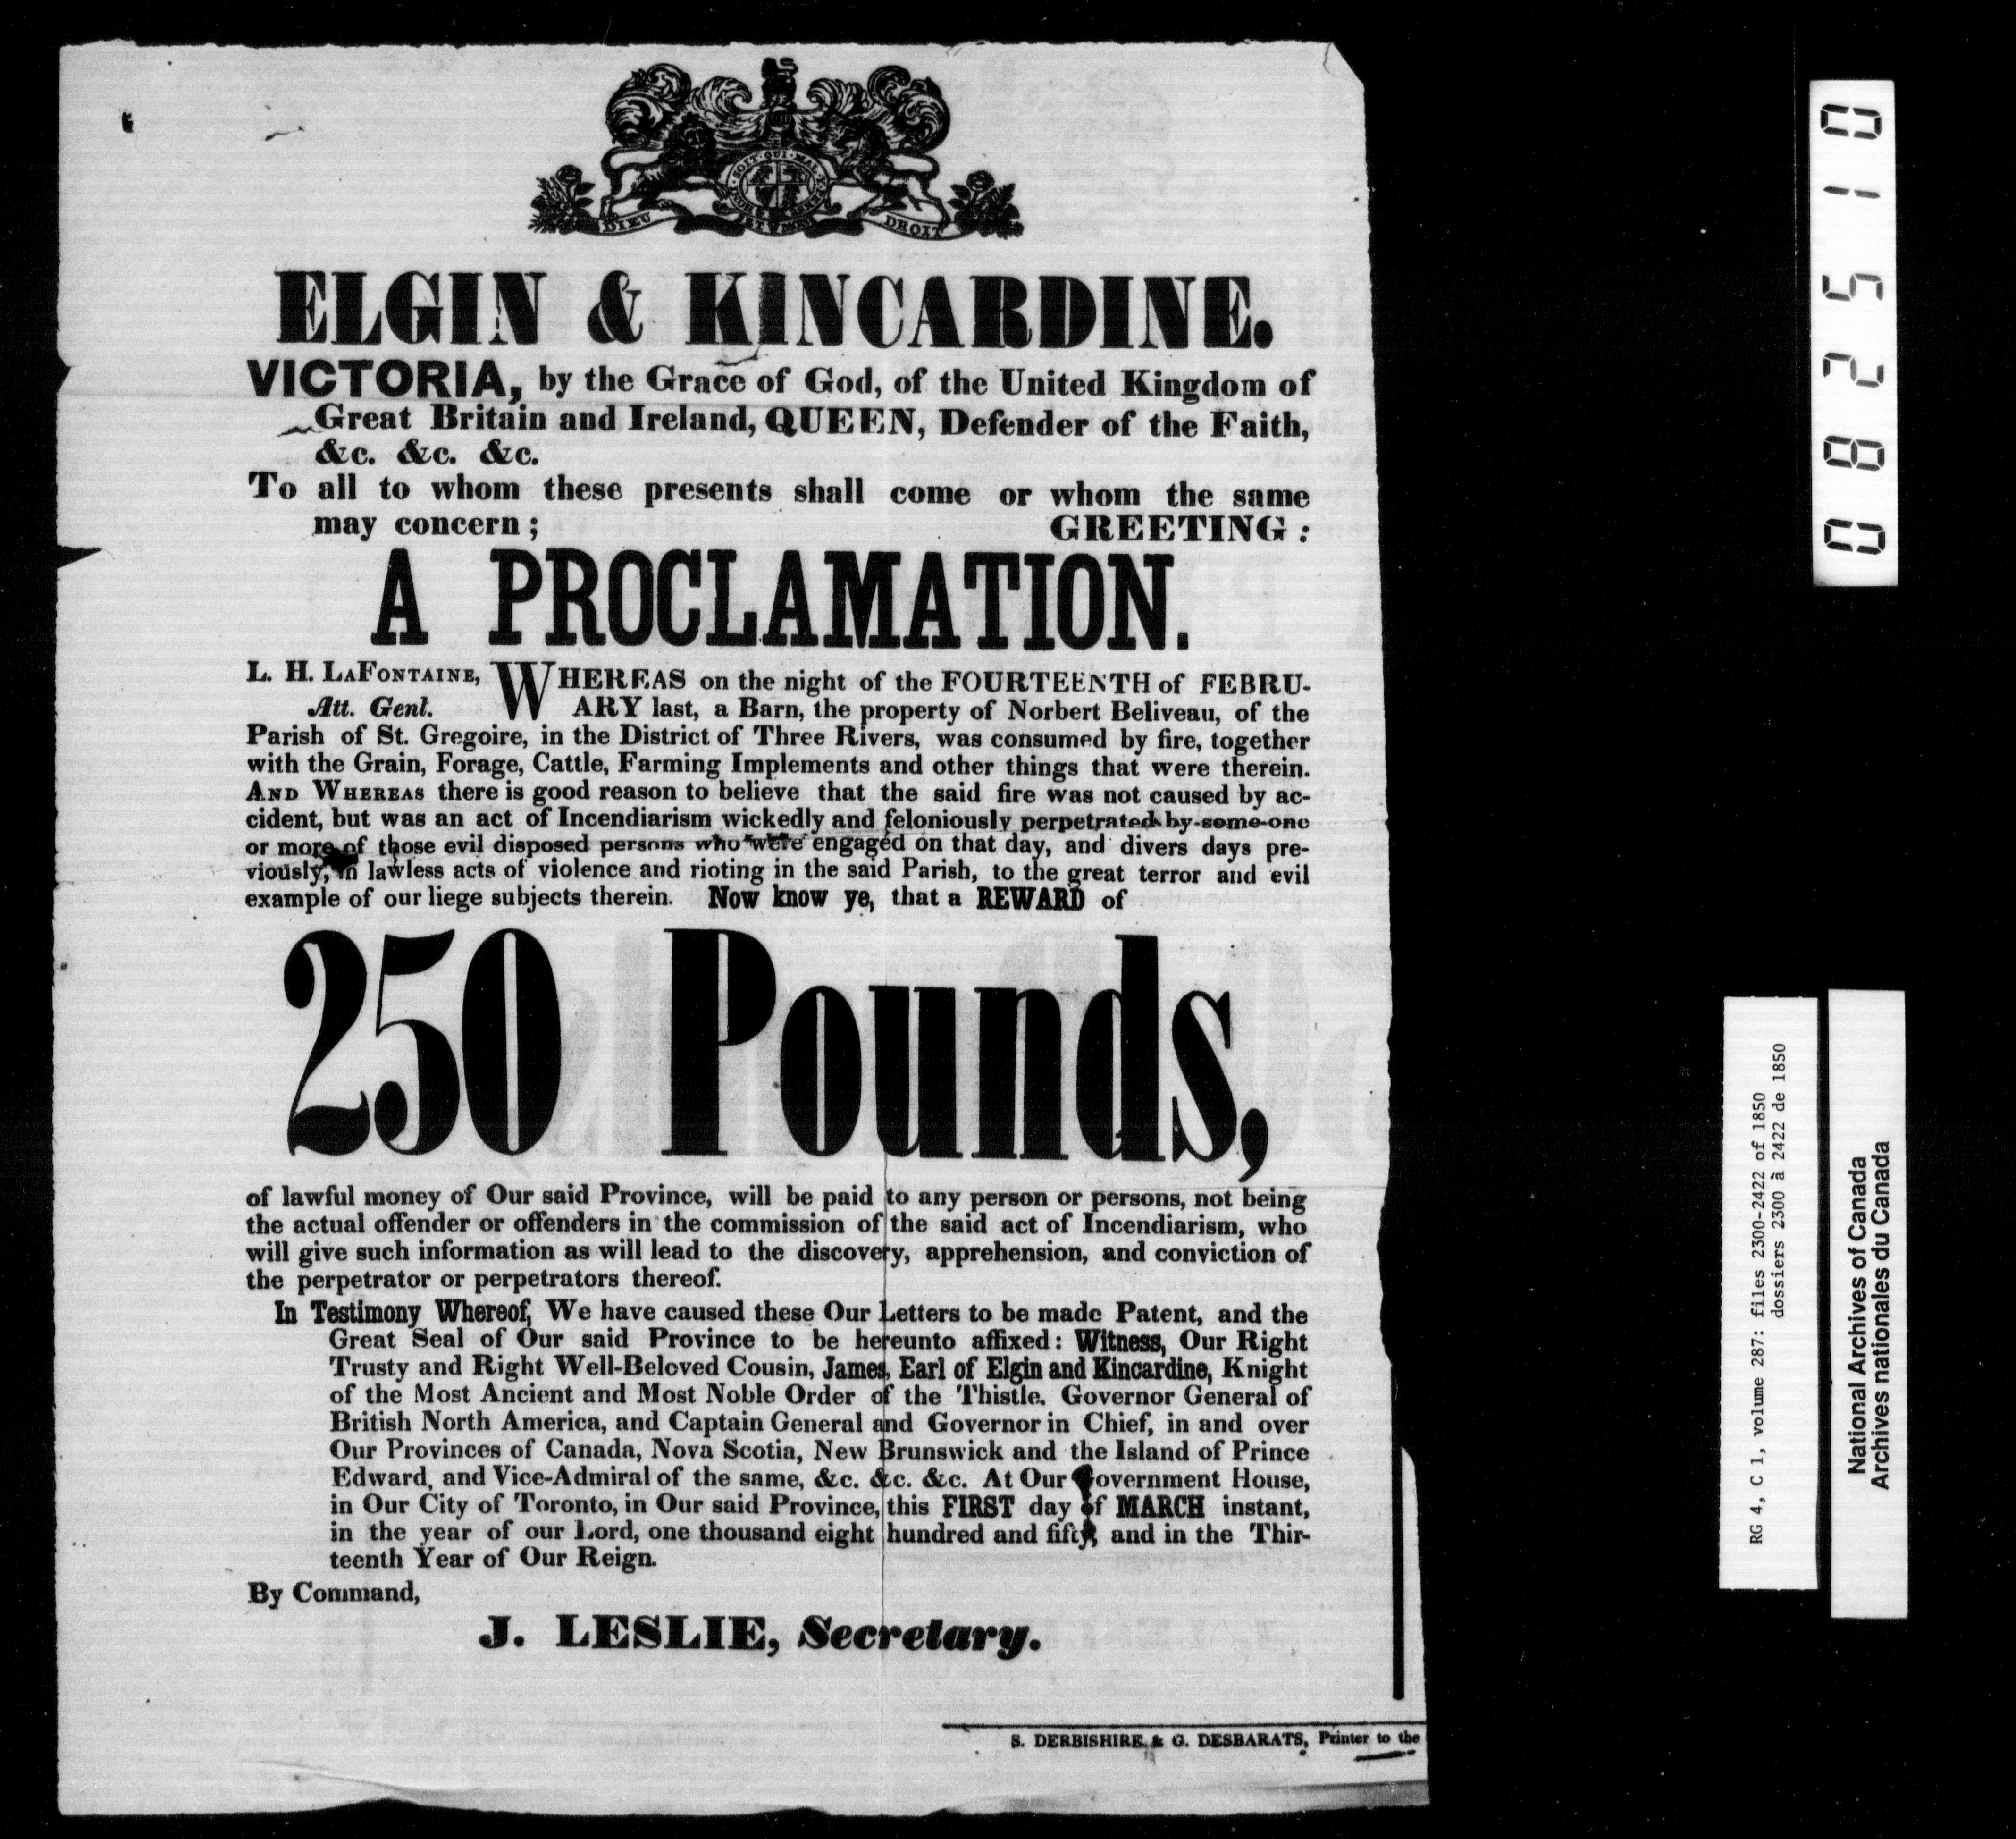 SOIT QUI MAL Y
DIEU ET MON DROIT
ELGIN & KINCARDINE.
VICTORIA, by the Grace of God, of the United Kingdom of
Great Britain and Ireland, QUEEN, Defender of the Faith,
&c. &c. &c.
To all to whom these presents shall come or whom the same
may concern; GREETING:
A PROCLAMATION.
L. H. LAFONTAINE, WHEREAS on the night of the FOURTEENTH of FEBRU-
Att. Genl. ARY last, a Barn, the property of Norbert Beliveau, of the
Parish of St. Gregoire, in the District of Three Rivers, was consumed by fire, together
with the Grain, Forage, Cattle, Farming Implements and other things that were therein.
AND WHEREAS there is good reason to believe that the said fire was not caused by ac-
cident, but was an act of Incendiarism wickedly and feloniously perpetrated by some one
or more of those evil disposed persons who were engaged on that day, and divers days pre-
viously, in lawless acts of violence and rioting in the said Parish, to the great terror and evil
example of our liege subjects therein. Now know ye, that a REWARD of
250 Pounds,
of lawful money of Our said Province, will be paid to any person or persons, not being
the actual offender or offenders in the commission of the said act of Incendiarism, who
will give such information as will lead to the discovery, apprehension, and conviction of
the perpetrator or perpetrators thereof.
In Testimony Whereof, We have caused these Our Letters to be made Patent, and the
Great Seal of Our said Province to be hereunto affixed: Witness, Our Right
Trusty and Right Well-Beloved Cousin, James, Earl of Elgin and Kincardine, Knight
of the Most Ancient and Most Noble Order of the Thistle. Governor General of
British North America, and Captain General and Governor in Chief, in and over
Our Provinces of Canada, Nova Scotia, New Brunswick and the Island of Prince
Edward, and Vice-Admiral of the same, &c. &c. &c. At Our Government House,
in Our City of Toronto, in Our said Province, this FIRST day of MARCH instant,
in the year of our Lord, one thousand eight hundred and fifty, and in the Thir-
teenth Year of Our Reign.
By Command,
J. LESLIE, Secretary.
S. DERBISHIRE & G. DESBARATS, Printer to the
082510
RG 4, C 1, volume 287: files 2300-2422 of 1850
dossiers 2300 à 2422 de 1850
National Archives of Canada
Archives nationales du Canada